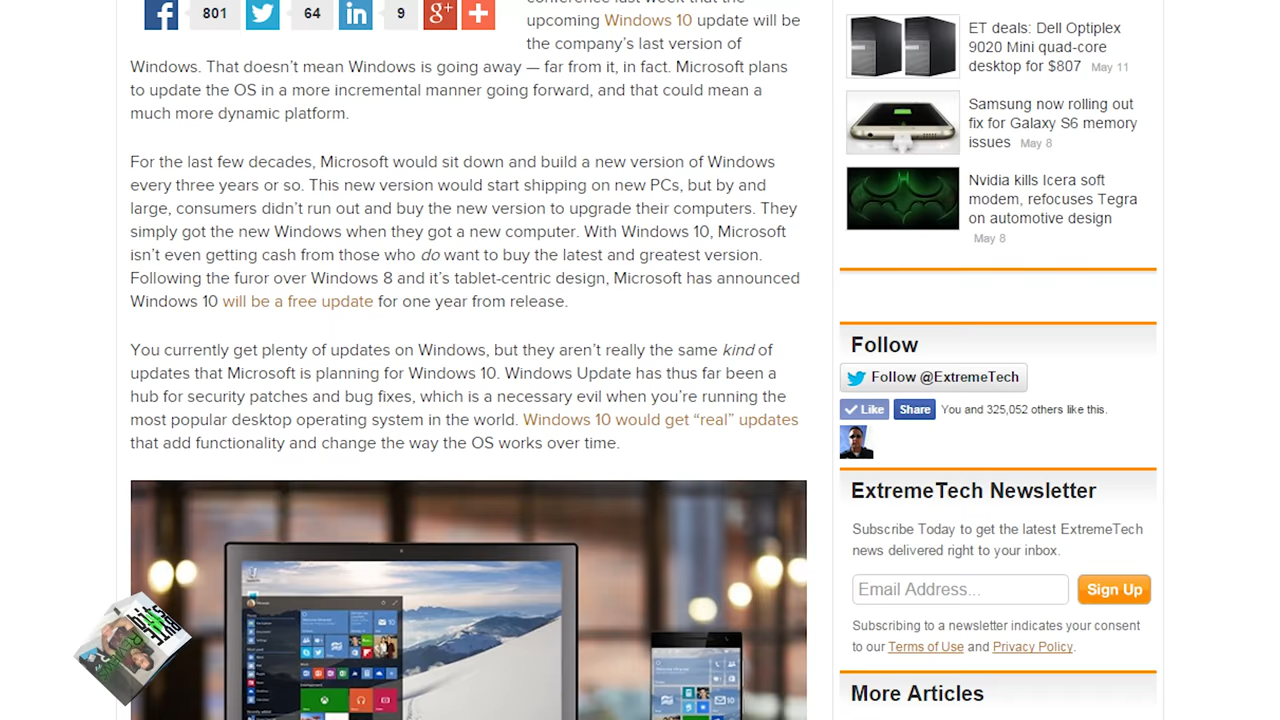 801
64
9
conference last week that the
upcoming Windows 10 update will be
the company's last version of
Windows. That doesn't mean Windows is going away — far from it, in fact. Microsoft plans
to update the OS in a more incremental manner going forward, and that could mean a
much more dynamic platform.
For the last few decades, Microsoft would sit down and build a new version of Windows
every three years or so. This new version would start shipping on new PCs, but by and
large, consumers didn't run out and buy the new version to upgrade their computers. They
simply got the new Windows when they got a new computer. With Windows 10, Microsoft
isn't even getting cash from those who do want to buy the latest and greatest version.
Following the furor over Windows 8 and it's tablet-centric design, Microsoft has announced
Windows 10 will be a free update for one year from release.
You currently get plenty of updates on Windows, but they aren't really the same kind of
updates that Microsoft is planning for Windows 10. Windows Update has thus far been a
hub for security patches and bug fixes, which is a necessary evil when you're running the
most popular desktop operating system in the world. Windows 10 would get “real” updates
that add functionality and change the way the OS works over time.
ET deals: Dell Optiplex
9020 Mini quad-core
desktop for $807 May 11
Samsung now rolling out
fix for Galaxy S6 memory
issues May 8
Nvidia kills Icera soft
modem, refocuses Tegra
on automotive design
May 8
Follow
Follow @ExtremeTech
Like Share You and 325,052 others like this.
ExtremeTech Newsletter
Subscribe Today to get the latest ExtremeTech
news delivered right to your inbox.
Email Address... Sign Up
Subscribing to a newsletter indicates your consent
to our Terms of Use and Privacy Policy.
More Articles